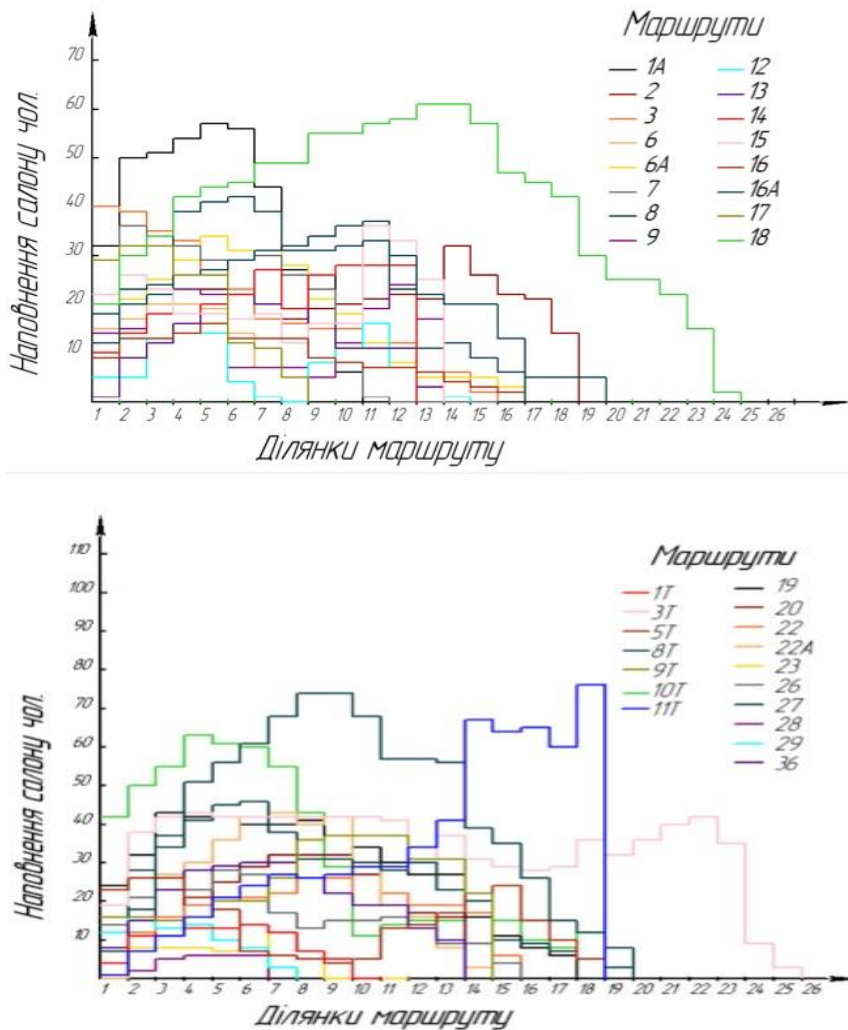 Маршрути
70
60
50
40
30
20
10
Наповнення салону чол.
1А 12
2 13
3 14
6 15
6А 16
7 16А
8 17
9 18
1 2 3 4 5 6 7 8 9 10 11 12 13 14 15 16 17 18 19 20 21 22 23 24 25 26
Ділянки маршруту
Маршрути
110
100
90
80
70
60
50
40
30
20
10
Наповнення салону чол.
1Т 19
3Т 20
5Т 22
8Т 22А
9Т 23
10Т 26
11Т 27
28
29
36
1 2 3 4 5 6 7 8 9 10 11 12 13 14 15 16 17 18 19 20 21 22 23 24 25 26
Ділянки маршруту